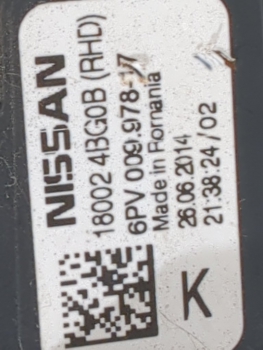 NISSAN
18002 4BG0B (RHD)
6PV 009.978-17
Made in Romania
26.06.2014
21:38:24 / 02
K